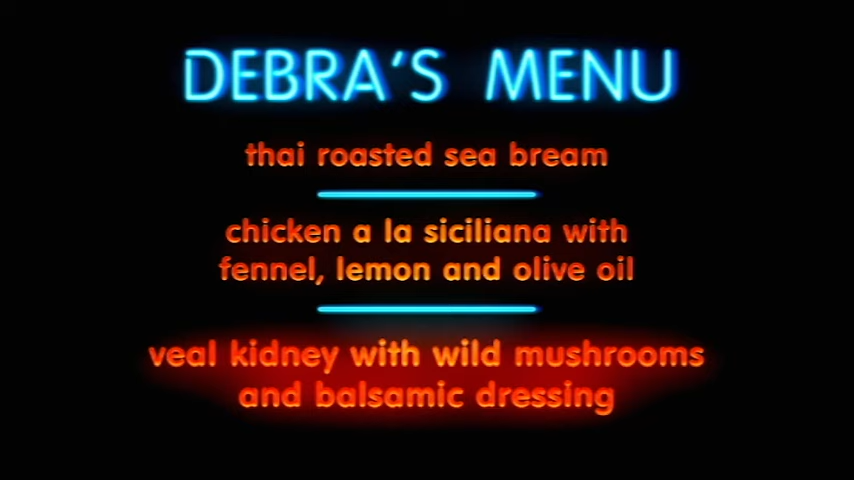 DEBRA'S MENU
thai roasted sea bream
chicken a la siciliana with
fennel, lemon and olive oil
veal kidney with wild mushrooms
and balsamic dressing